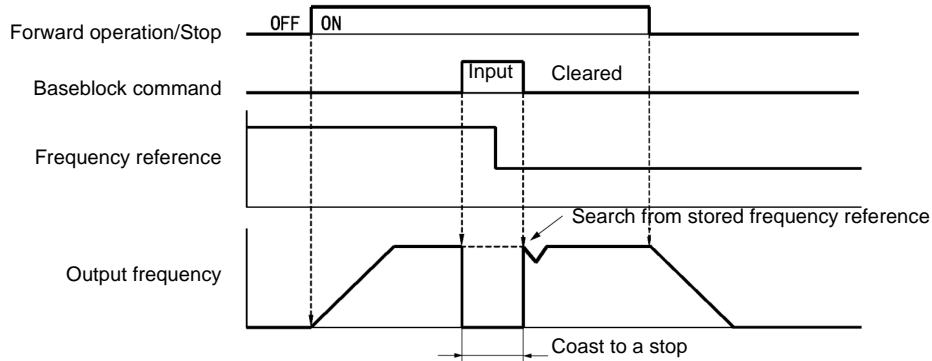 OFF ON
Forward operation/Stop
Input Cleared
Baseblock command
Frequency reference
Search from stored frequency reference
Output frequency
Coast to a stop